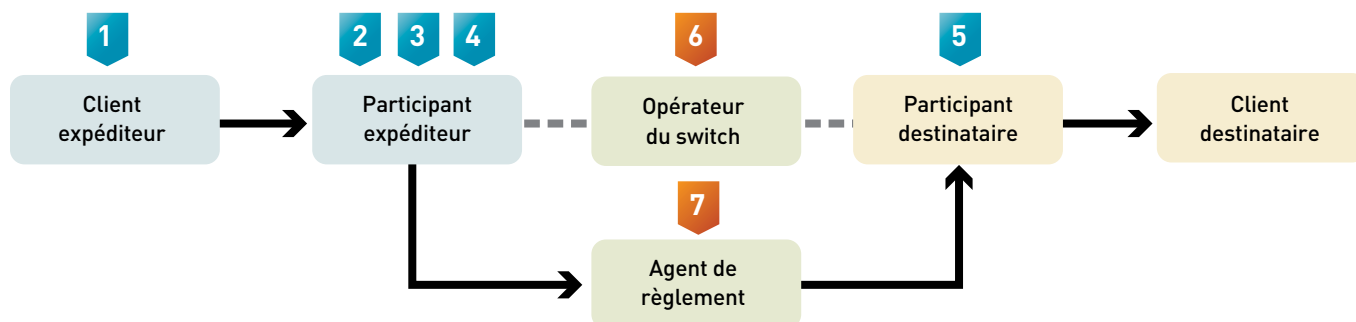 1
2 3 4
6
5
Client
expéditeur
Participant
expéditeur
Opérateur
du switch
Participant
destinataire
Client
destinataire
7
Agent de
règlement